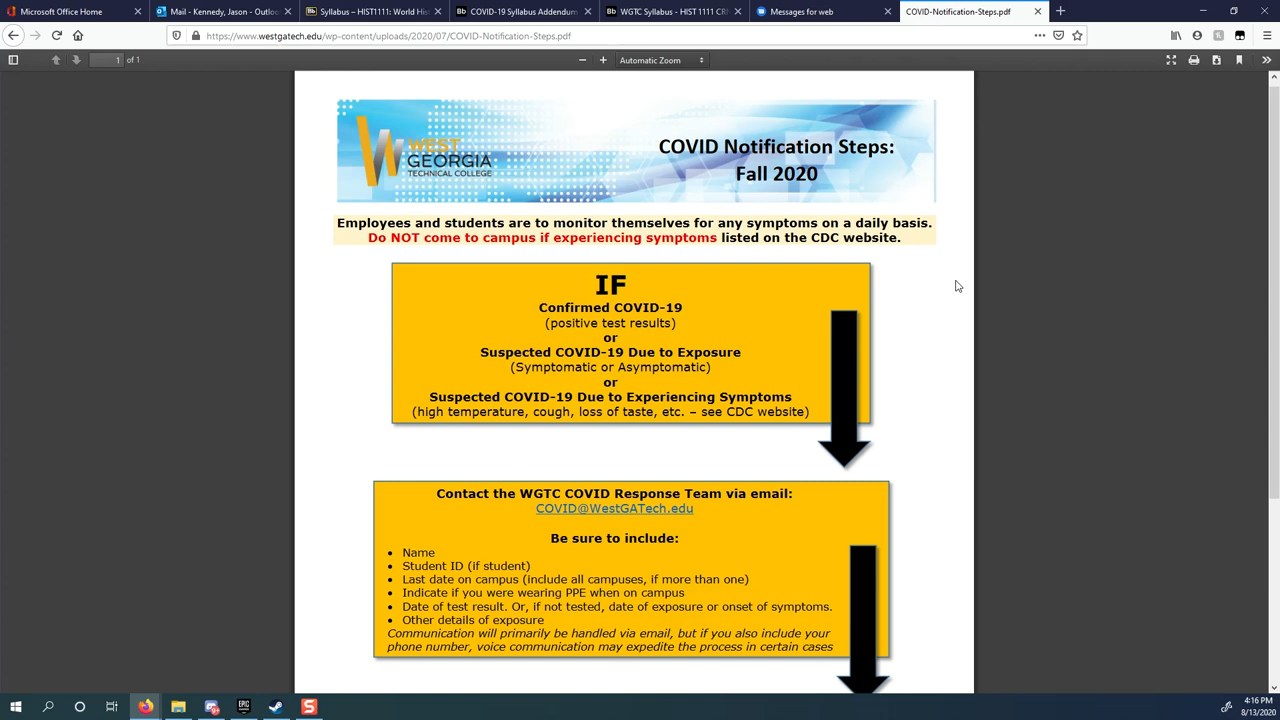 Microsoft Office Home
Mail - Kennedy, Jason - Outloo
Syllabus – HIST1111: World His
COVID-19 Syllabus Addendum
WGTC Syllabus - HIST 1111 CRN
Messages for web
COVID-Notification-Steps.pdf
https://www.westgatech.edu/wp-content/uploads/2020/07/COVID-Notification-Steps.pdf
1 of 1
Automatic Zoom
WEST
GEORGIA
TECHNICAL COLLEGE
COVID Notification Steps:
Fall 2020
Employees and students are to monitor themselves for any symptoms on a daily basis.
Do NOT come to campus if experiencing symptoms listed on the CDC website.
IF
Confirmed COVID-19
(positive test results)
or
Suspected COVID-19 Due to Exposure
(Symptomatic or Asymptomatic)
or
Suspected COVID-19 Due to Experiencing Symptoms
(high temperature, cough, loss of taste, etc. – see CDC website)
Contact the WGTC COVID Response Team via email:
COVID@WestGATech.edu
Be sure to include:
• Name
• Student ID (if student)
• Last date on campus (include all campuses, if more than one)
• Indicate if you were wearing PPE when on campus
• Date of test result. Or, if not tested, date of exposure or onset of symptoms.
• Other details of exposure
Communication will primarily be handled via email, but if you also include your
phone number, voice communication may expedite the process in certain cases
4:16 PM
8/13/2020